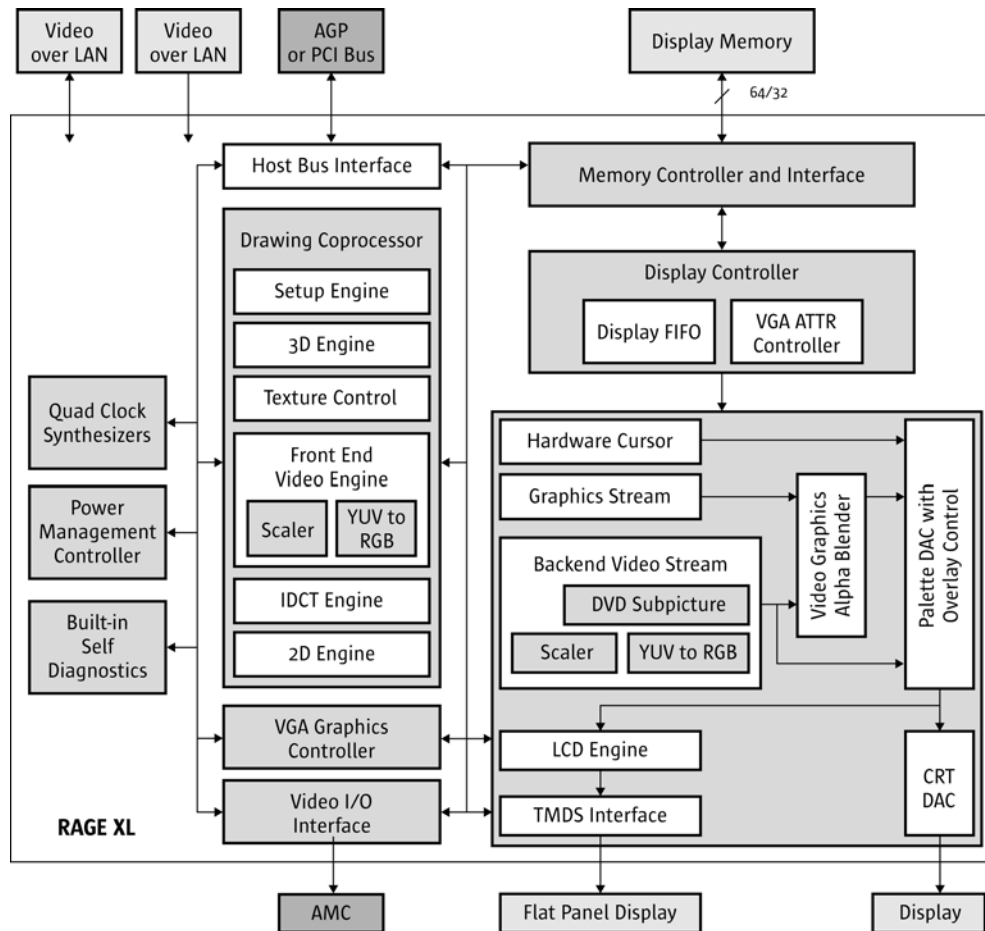 Video
over LAN
Video
over LAN
AGP
or PCI Bus
Display Memory
64/32
Host Bus Interface
Memory Controller and Interface
Drawing Coprocessor
Setup Engine
3D Engine
Texture Control
Front End
Video Engine
Scaler
YUV to
RGB
IDCT Engine
2D Engine
Display Controller
Display FIFO
VGA ATTR
Controller
Quad Clock
Synthesizers
Power
Management
Controller
Built-in
Self
Diagnostics
Hardware Cursor
Graphics Stream
Backend Video Stream
DVD Subpicture
Scaler
YUV to RGB
Video Graphics
Alpha Blender
Palette DAC with
Overlay Control
VGA Graphics
Controller
LCD Engine
CRT
DAC
Video I/O
Interface
TMDS Interface
RAGE XL
AMC
Flat Panel Display
Display